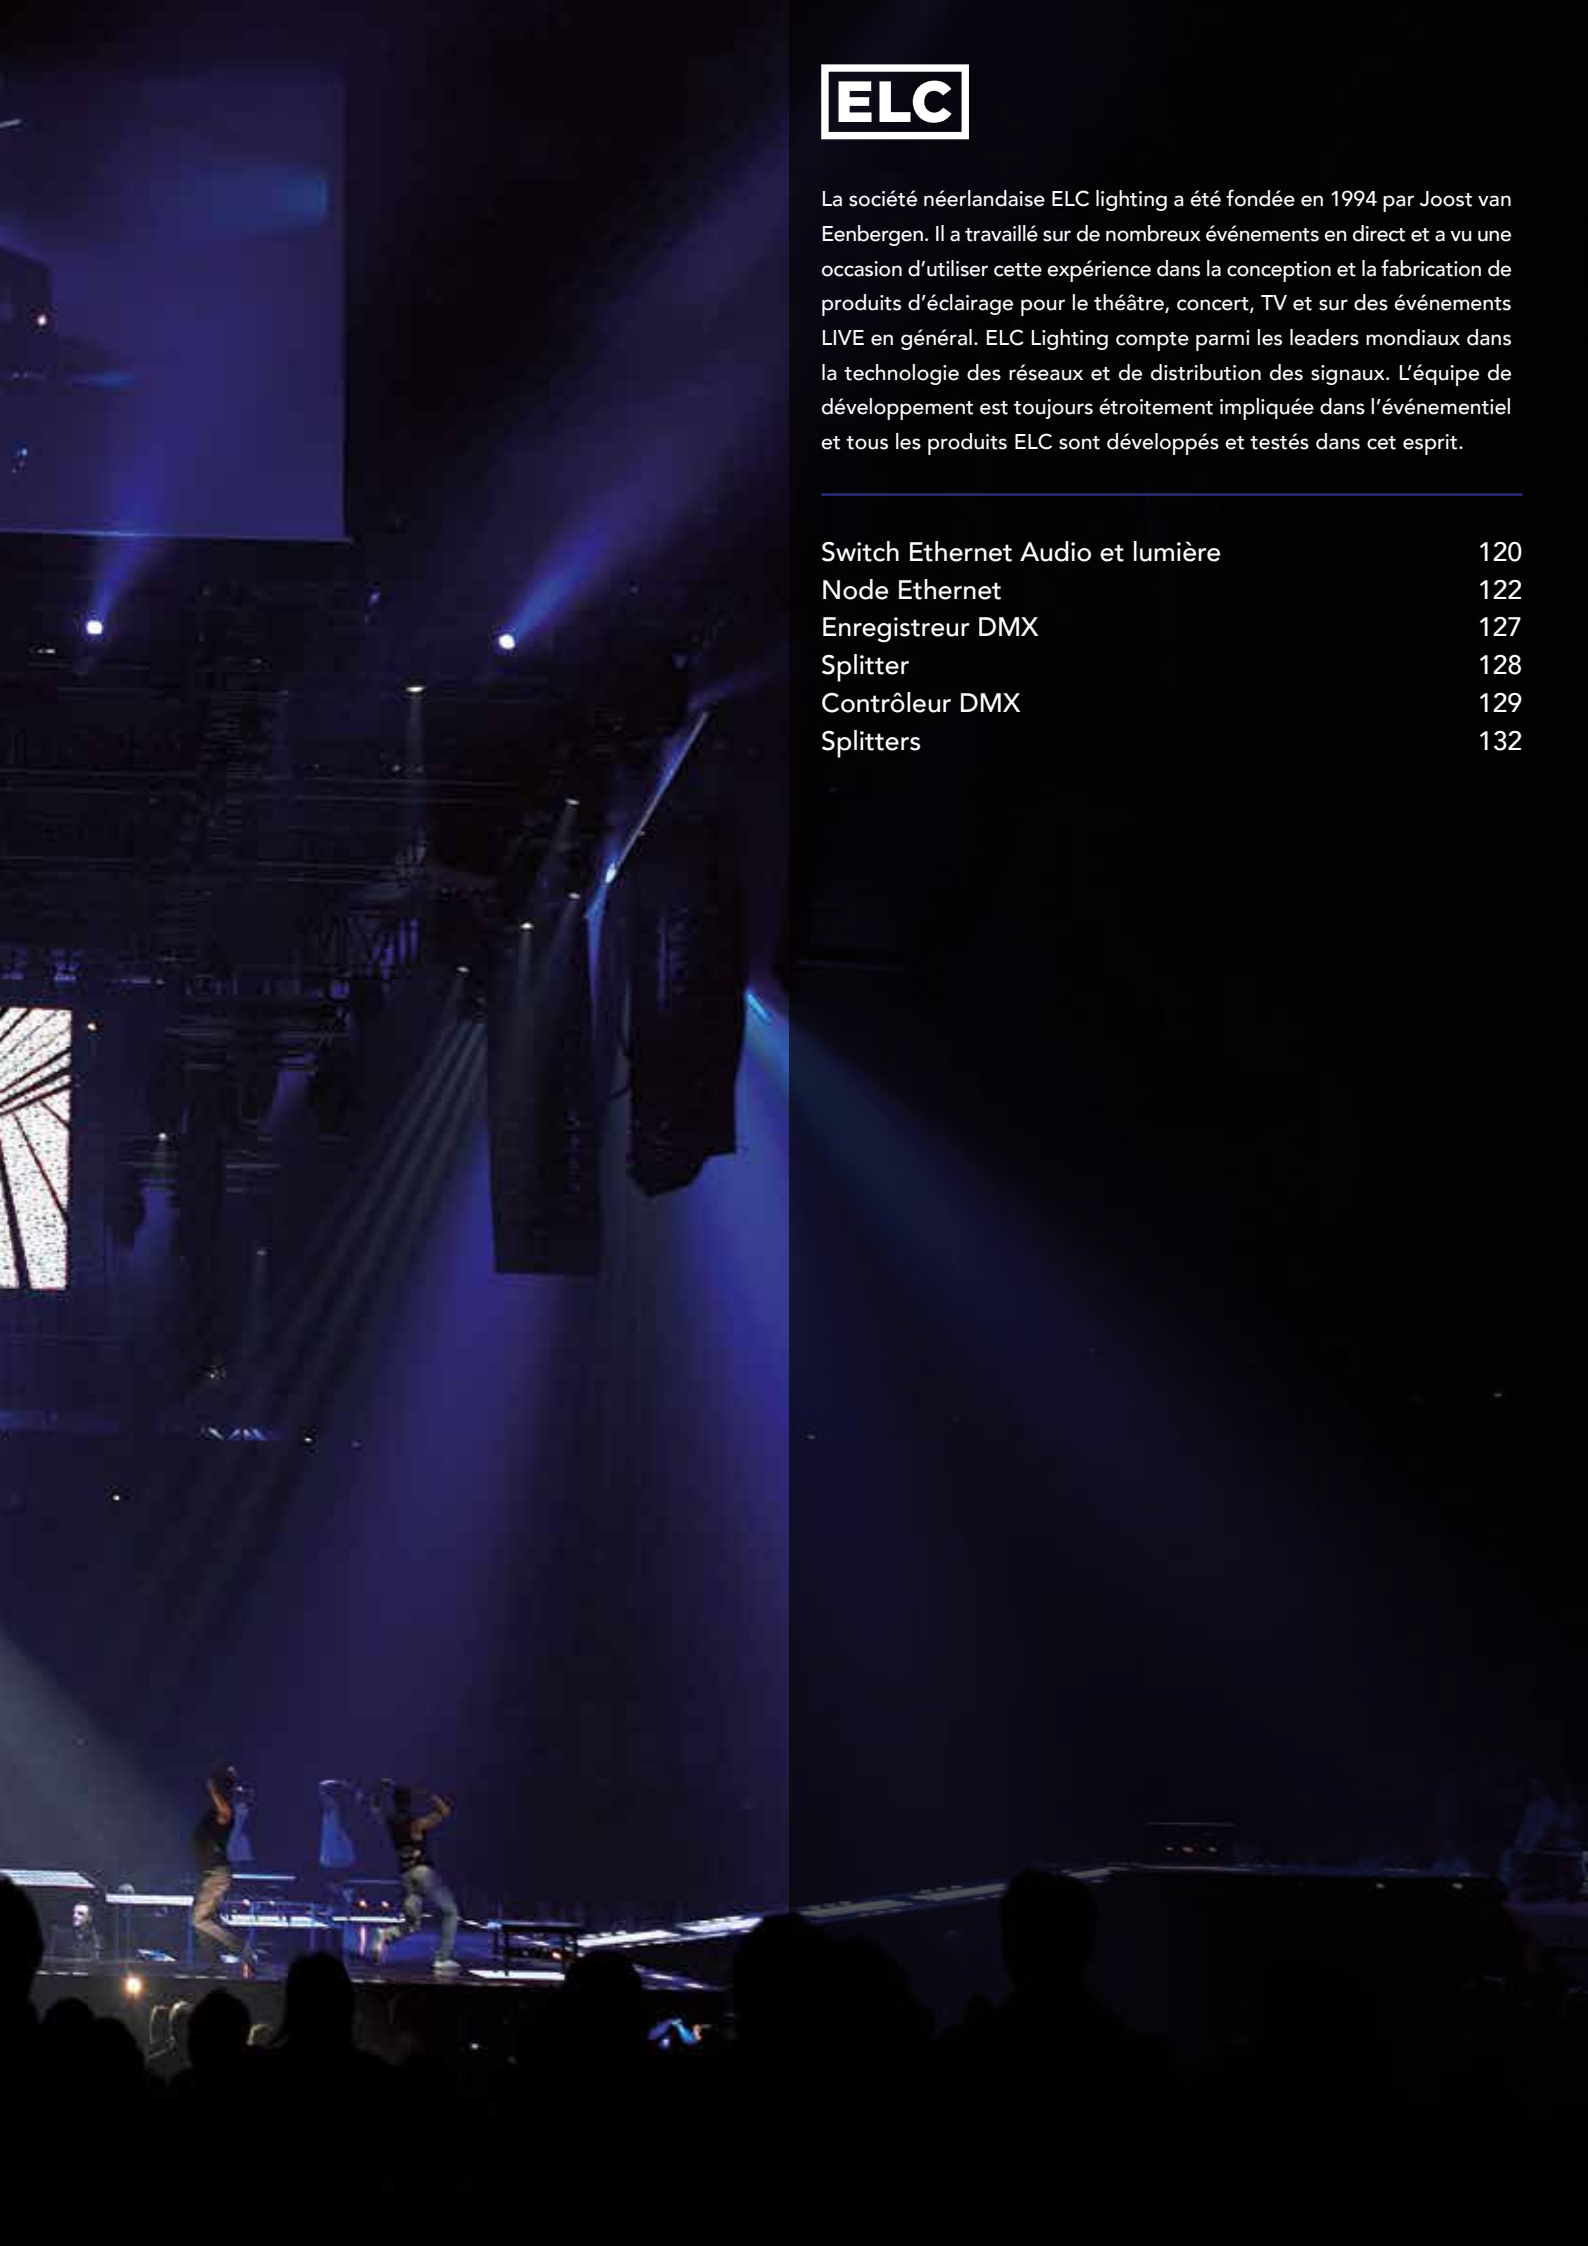 ELC
La société néerlandaise ELC lighting a été fondée en 1994 par Joost van
Eenbergen. Il a travaillé sur de nombreux événements en direct et a vu une
occasion d’utiliser cette expérience dans la conception et la fabrication de
produits d’éclairage pour le théâtre, concert, TV et sur des événements
LIVE en général. ELC Lighting compte parmi les leaders mondiaux dans
la technologie des réseaux et de distribution des signaux. L’équipe de
développement est toujours étroitement impliquée dans l’événementiel
et tous les produits ELC sont développés et testés dans cet esprit.
Switch Ethernet Audio et lumière 120
Node Ethernet 122
Enregistreur DMX 127
Splitter 128
Contrôleur DMX 129
Splitters 132